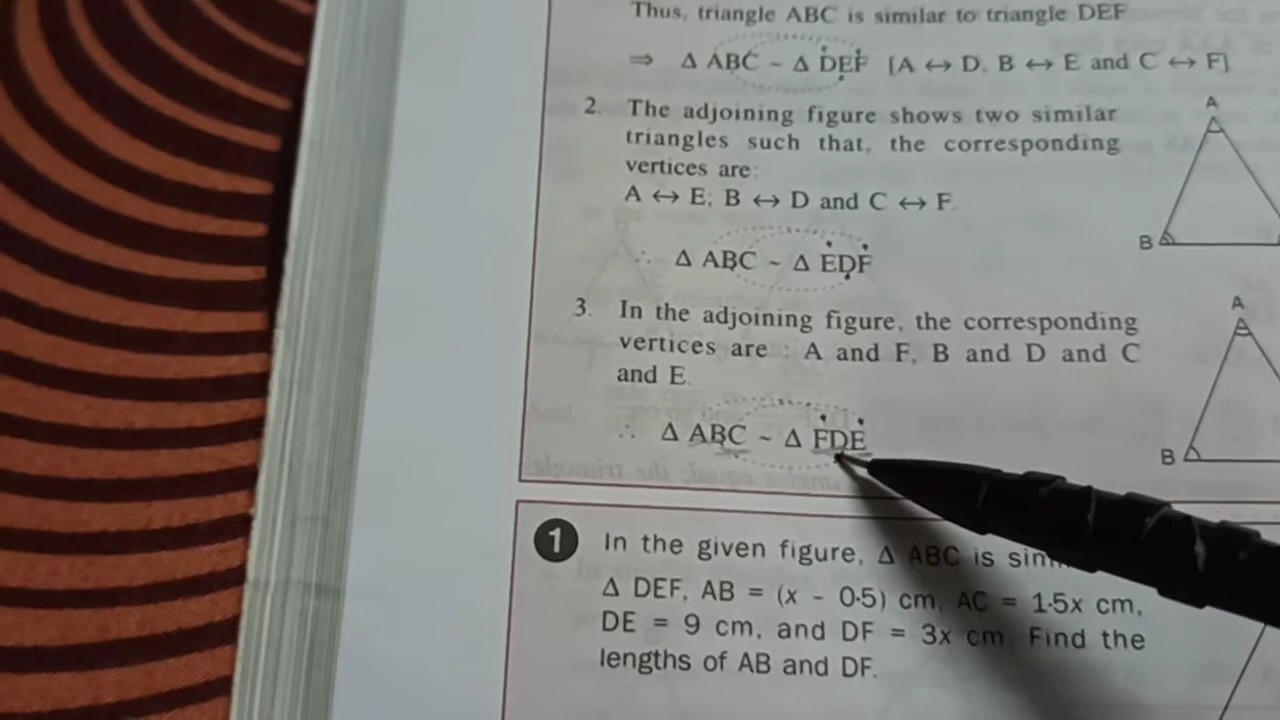 Thus, triangle ABC is similar to triangle DEF
⇒ Δ ABC ~ Δ DEF [A ↔ D, B ↔ E and C ↔ F]
2. The adjoining figure shows two similar
triangles such that, the corresponding
vertices are:
A ↔ E; B ↔ D and C ↔ F.
∴ Δ ABC ~ Δ EDF
A
B
3. In the adjoining figure, the corresponding
vertices are : A and F, B and D and C
and E.
∴ Δ ABC ~ Δ FDE
A
B
1 In the given figure, Δ ABC is
Δ DEF, AB = (x - 0·5) cm, AC = 1·5x cm,
DE = 9 cm, and DF = 3x cm. Find the
lengths of AB and DF.